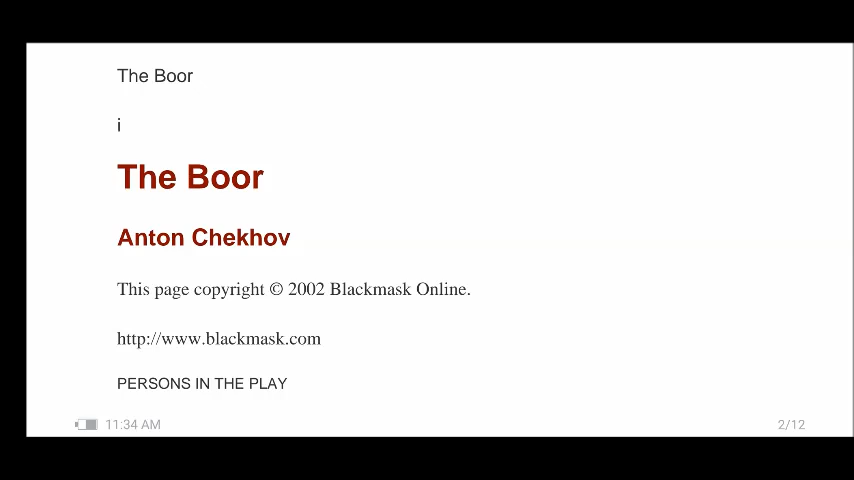 The Boor
i
The Boor
Anton Chekhov
This page copyright © 2002 Blackmask Online.
http://www.blackmask.com
PERSONS IN THE PLAY
11:34 AM
2/12